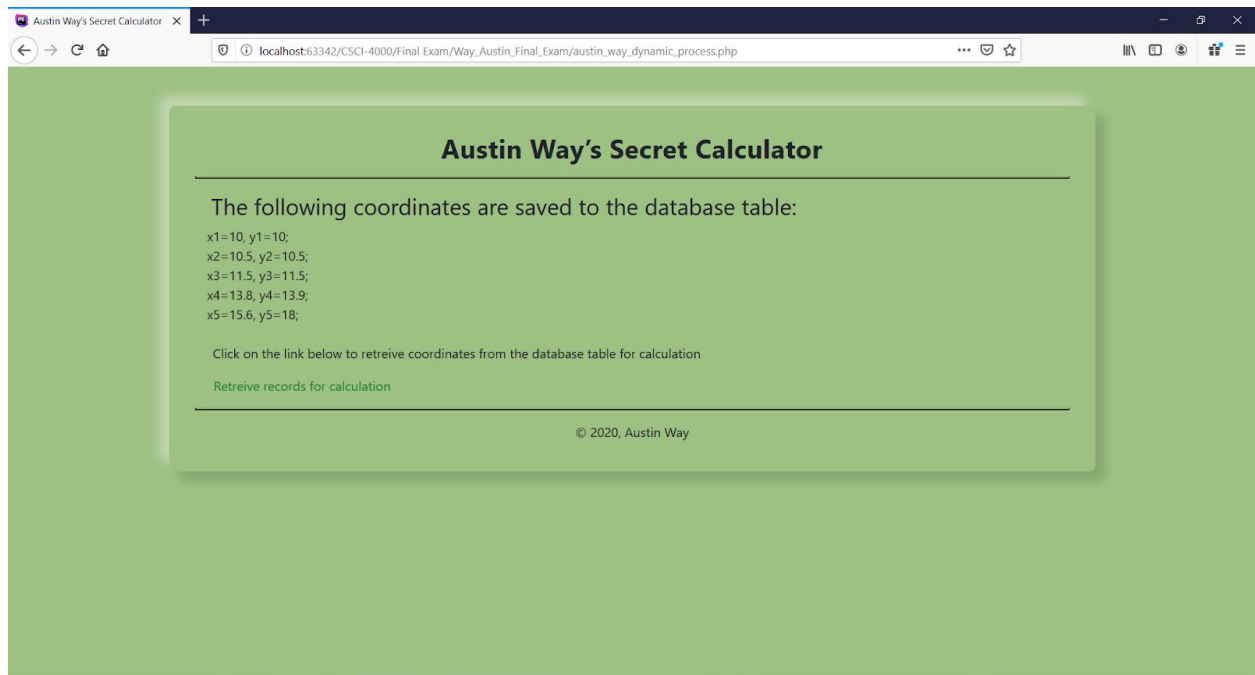 Austin Way's Secret Calculator
localhost:63342/CSCI-4000/Final Exam/Way_Austin_Final_Exam/austin_way_dynamic_process.php
Austin Way's Secret Calculator
The following coordinates are saved to the database table:
x1=10, y1=10;
x2=10.5, y2=10.5;
x3=11.5, y3=11.5;
x4=13.8, y4=13.9;
x5=15.6, y5=18;
Click on the link below to retreive coordinates from the database table for calculation
Retreive records for calculation
© 2020, Austin Way